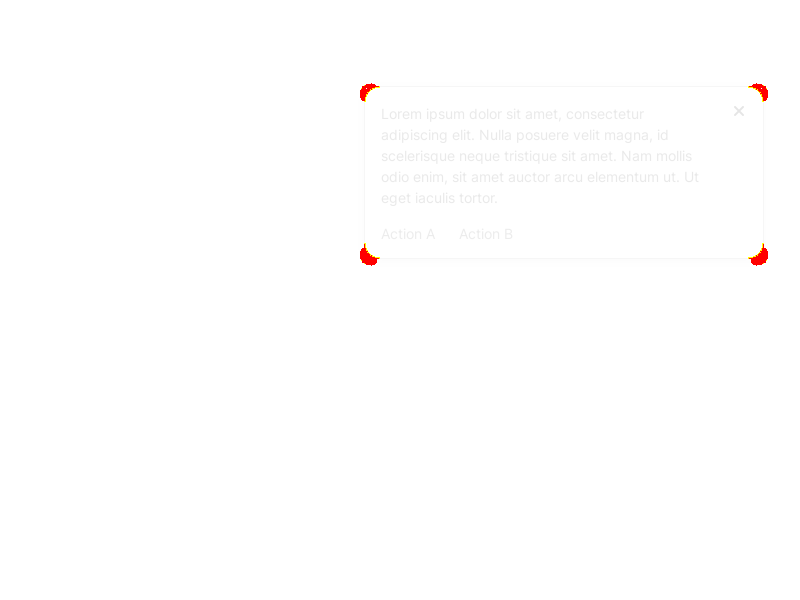 Lorem ipsum dolor sit amet, consectetur
adipiscing elit. Nulla posuere velit magna, id
scelerisque neque tristique sit amet. Nam mollis
odio enim, sit amet auctor arcu elementum ut. Ut
eget iaculis tortor.
Action A Action B